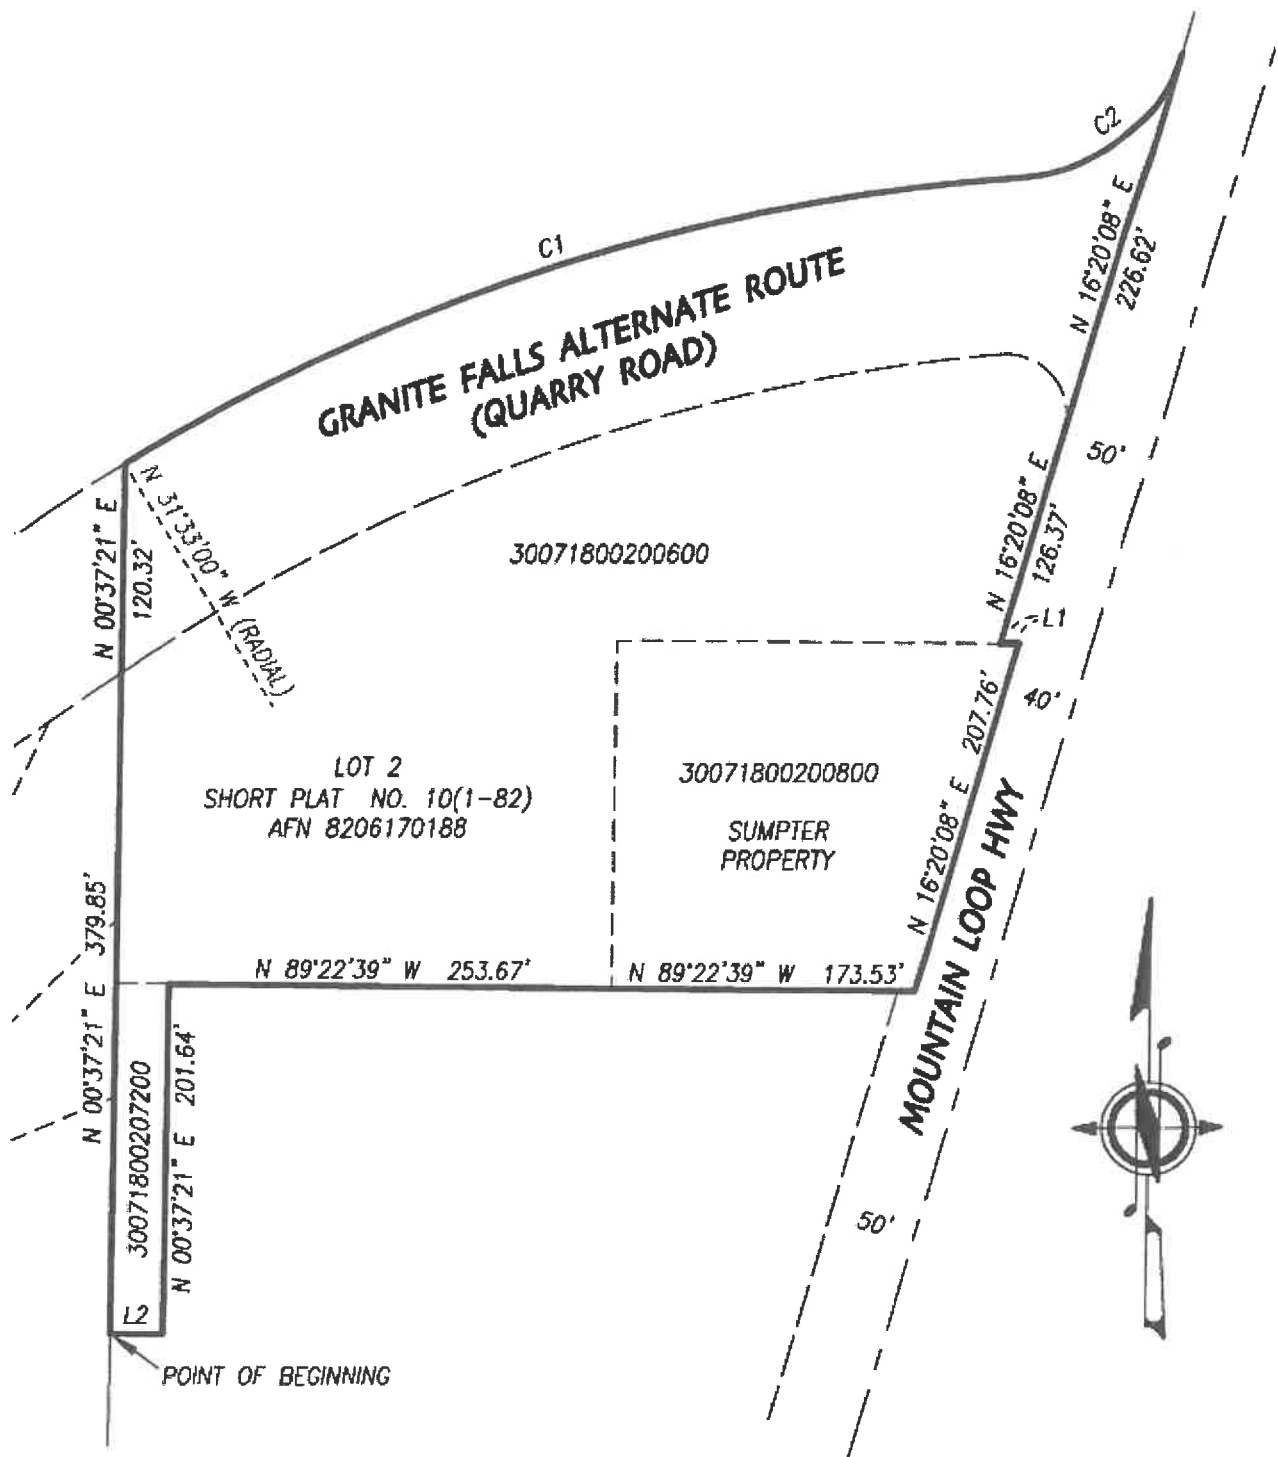 C2
C1
N 16°20'08" E
226.62'
GRANITE FALLS ALTERNATE ROUTE
(QUARRY ROAD)
50'
N 31°33'00" W (RADIAL)
N 00°37'21" E
120.32'
30071800200600
N 16°20'08" E
126.37'
L1
40'
LOT 2
SHORT PLAT NO. 10(1-82)
AFN 8206170188
30071800200800
SUMPTER
PROPERTY
N 16°20'08" E 207.76'
MOUNTAIN LOOP HWY
N 00°37'21" E 379.85'
N 89°22'39" W 253.67'
N 89°22'39" W 173.53'
30071800207200
N 00°37'21" E 201.64'
50'
L2
POINT OF BEGINNING